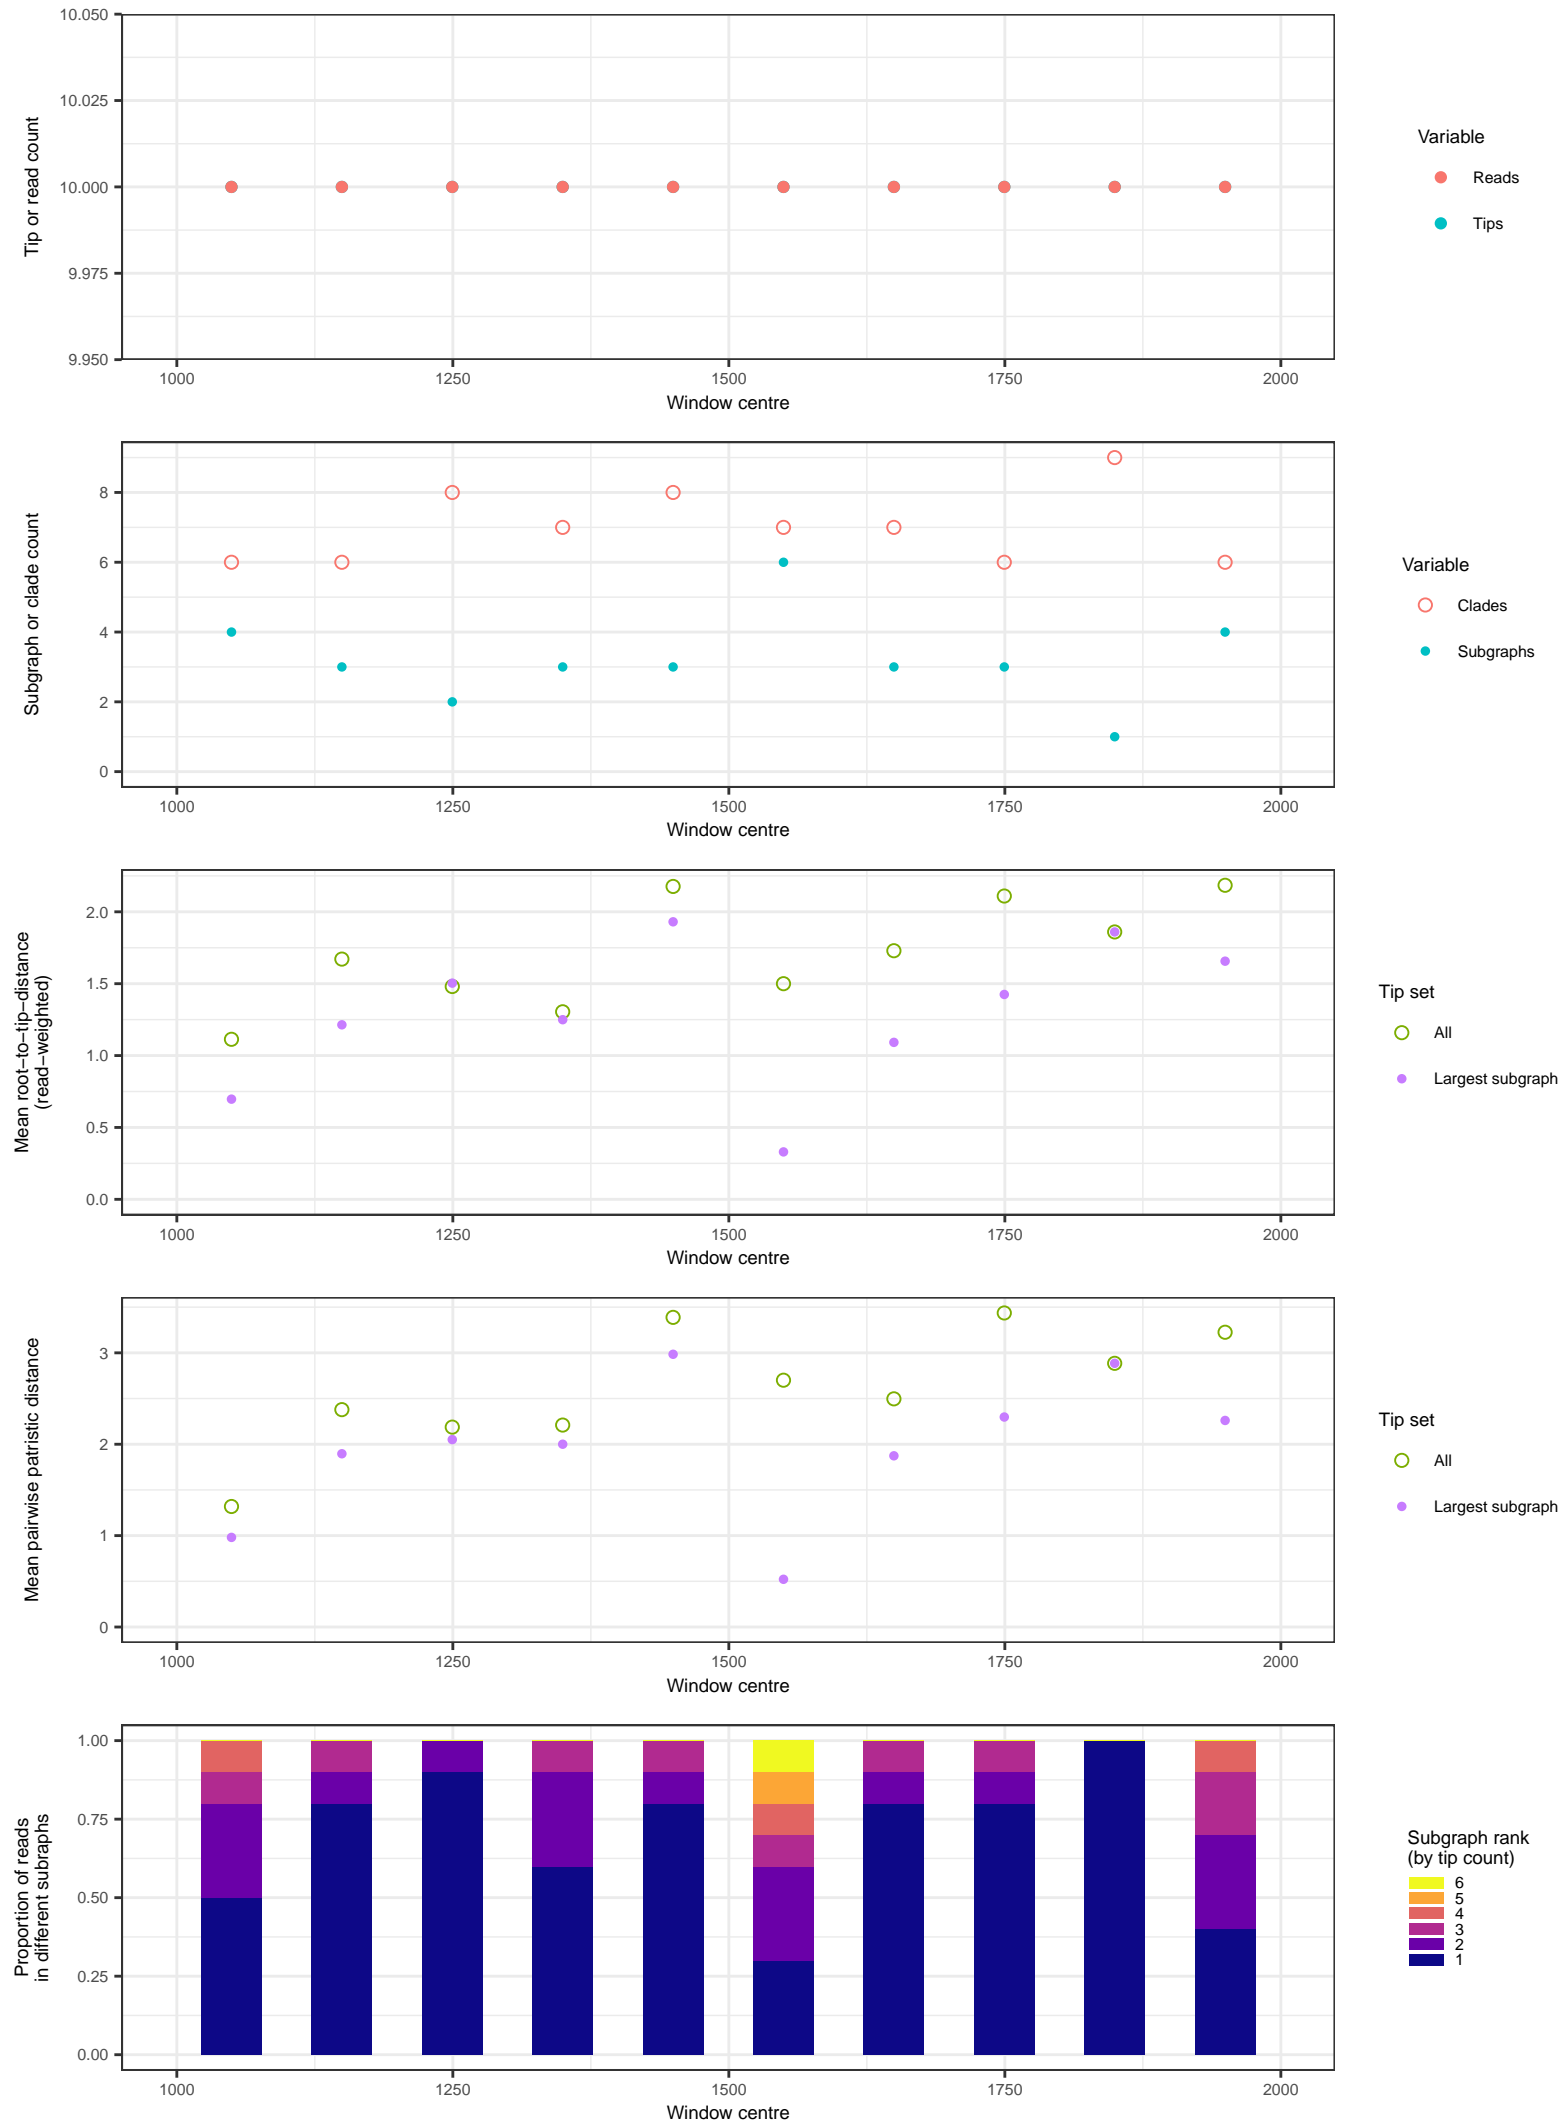 10.050
10.025
10.000
9.975
9.950
Tip or read count
1000 1250 1500 1750 2000
Window centre
Variable
Reads
Tips
8
6
4
2
0
Subgraph or clade count
1000 1250 1500 1750 2000
Window centre
Variable
Clades
Subgraphs
2.0
1.5
1.0
0.5
0.0
Mean root−to−tip−distance
(read−weighted)
1000 1250 1500 1750 2000
Window centre
Tip set
All
Largest subgraph
3
2
1
0
Mean pairwise patristic distance
1000 1250 1500 1750 2000
Window centre
Tip set
All
Largest subgraph
1.00
0.75
0.50
0.25
0.00
Proportion of reads
in different subraphs
1000 1250 1500 1750 2000
Window centre
Subgraph rank
(by tip count)
6
5
4
3
2
1